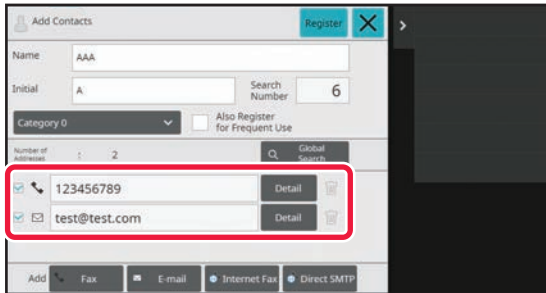 Add Contacts
Register
Name
AAA
Initial
A
Search
Number
6
Category 0
Also Register
for Frequent Use
Number of
Addresses
:
2
Global
Search
123456789
Detail
test@test.com
Detail
Add
Fax
E-mail
Internet Fax
Direct SMTP